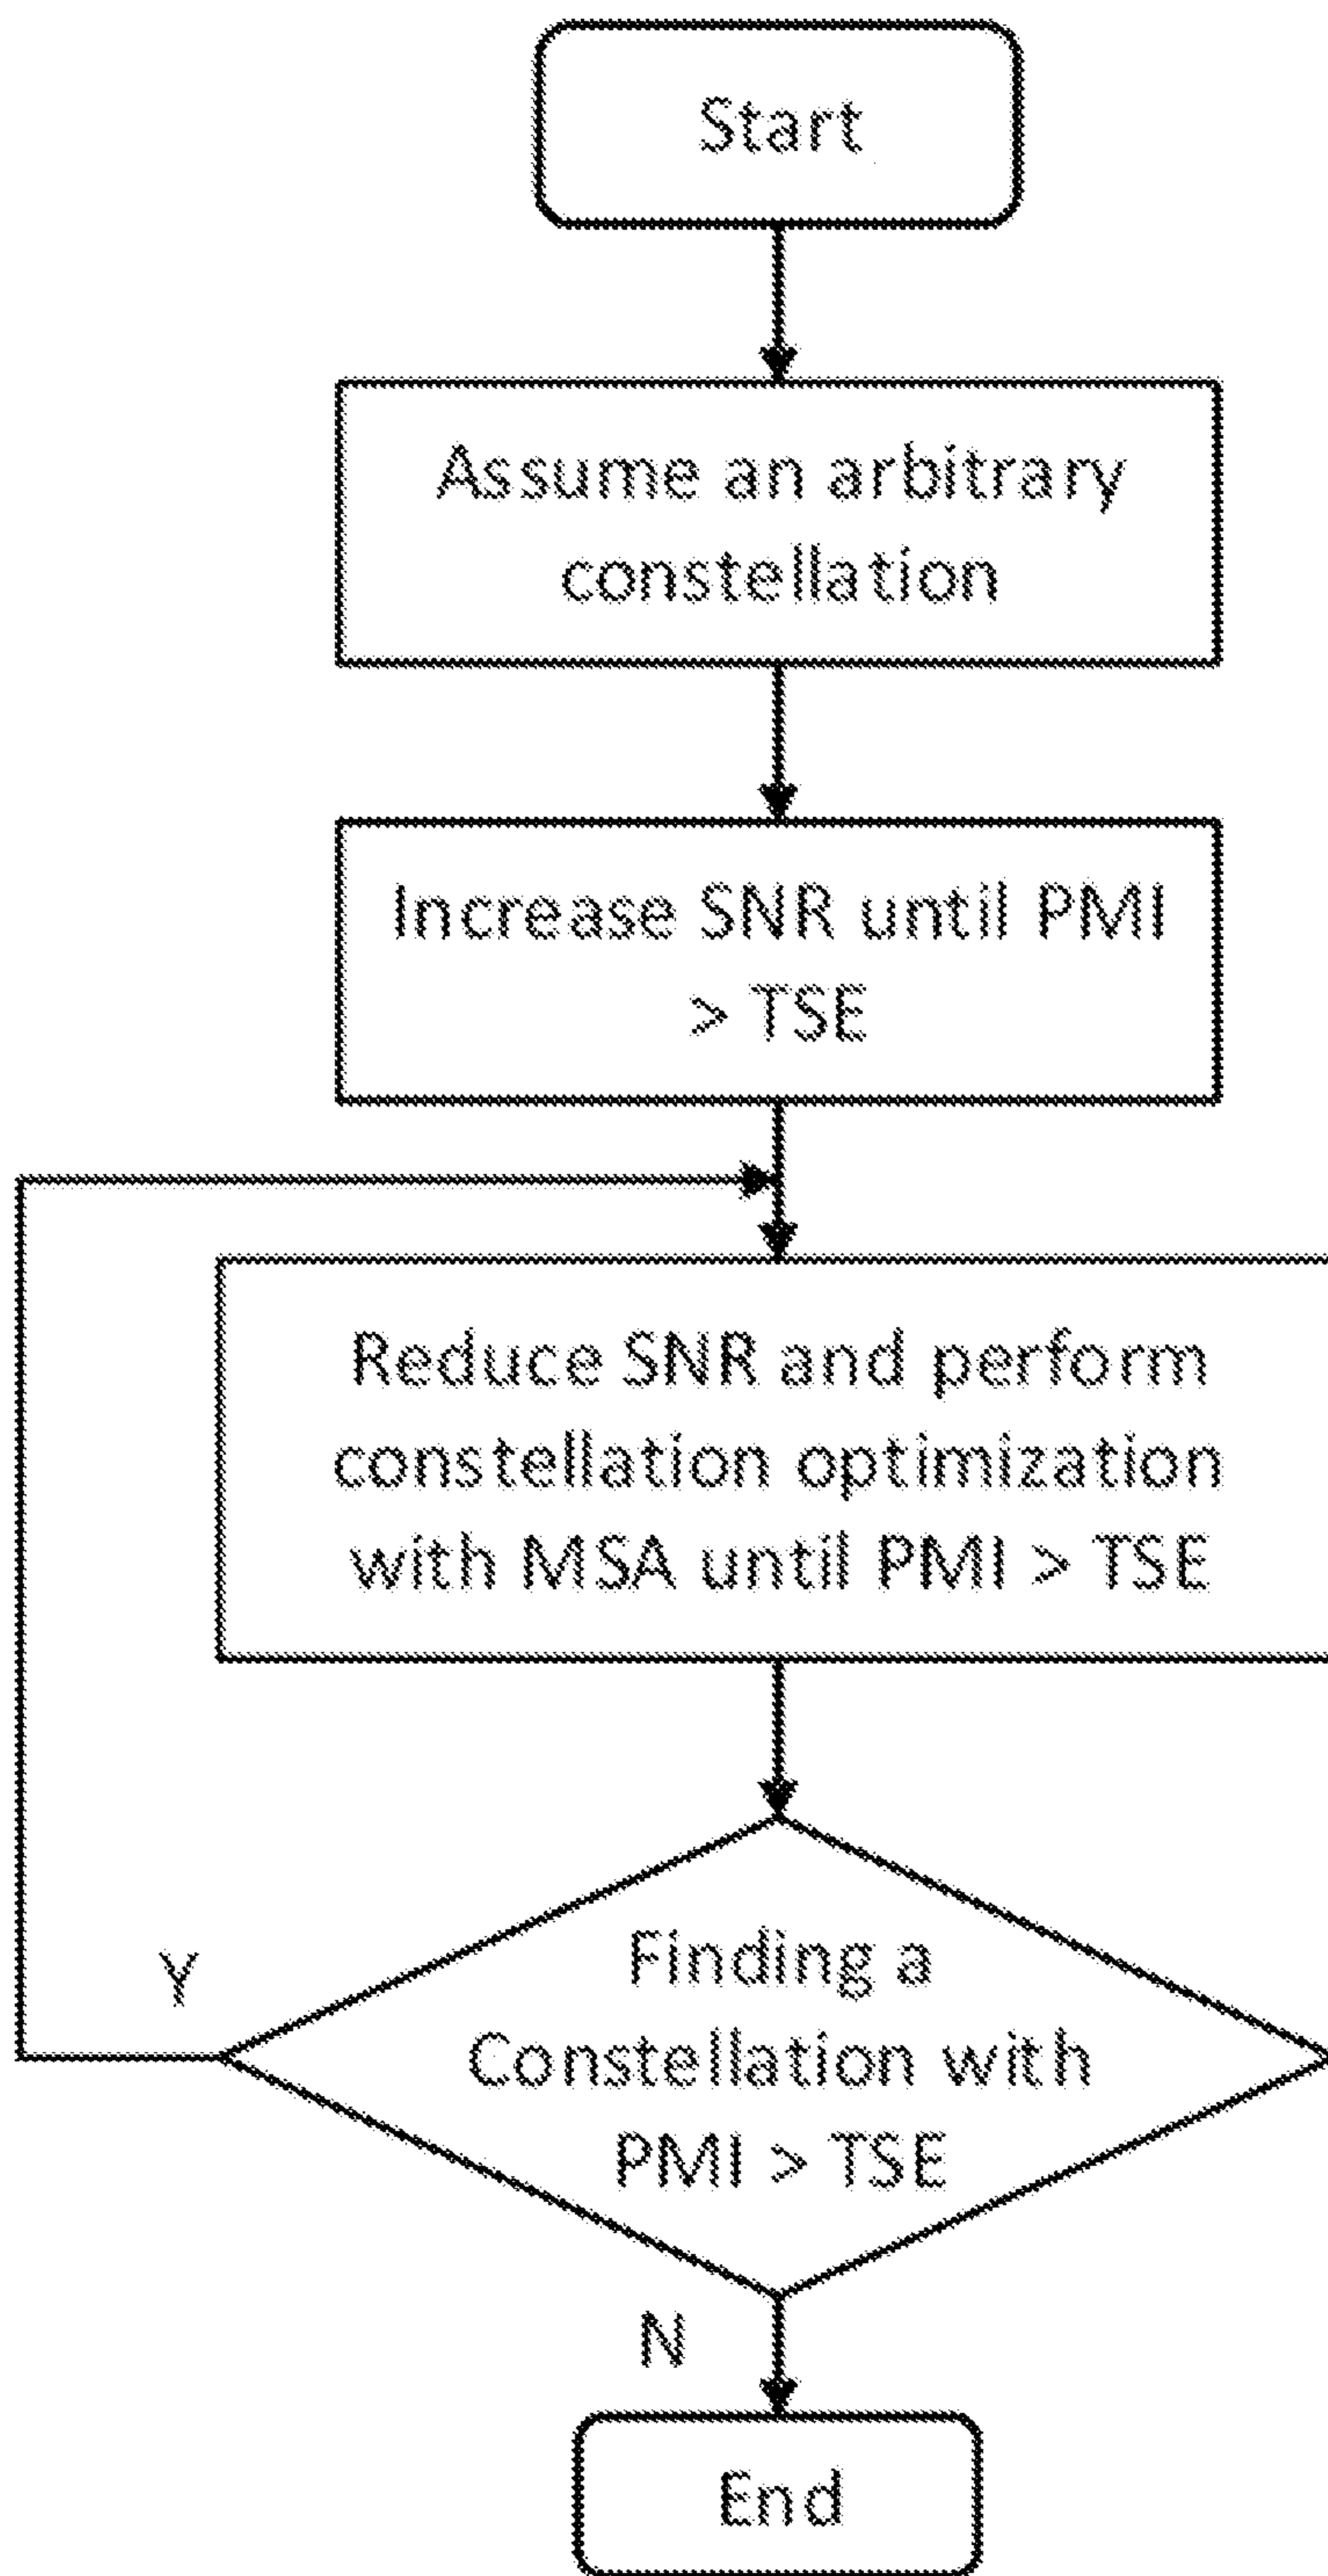 Start
Assume an arbitrary
constellation
Increase SNR until PMI
> TSE
Reduce SNR and perform
constellation optimization
with MSA until PMI > TSE
Y
Finding a
Constellation with
PMI > TSE
N
End